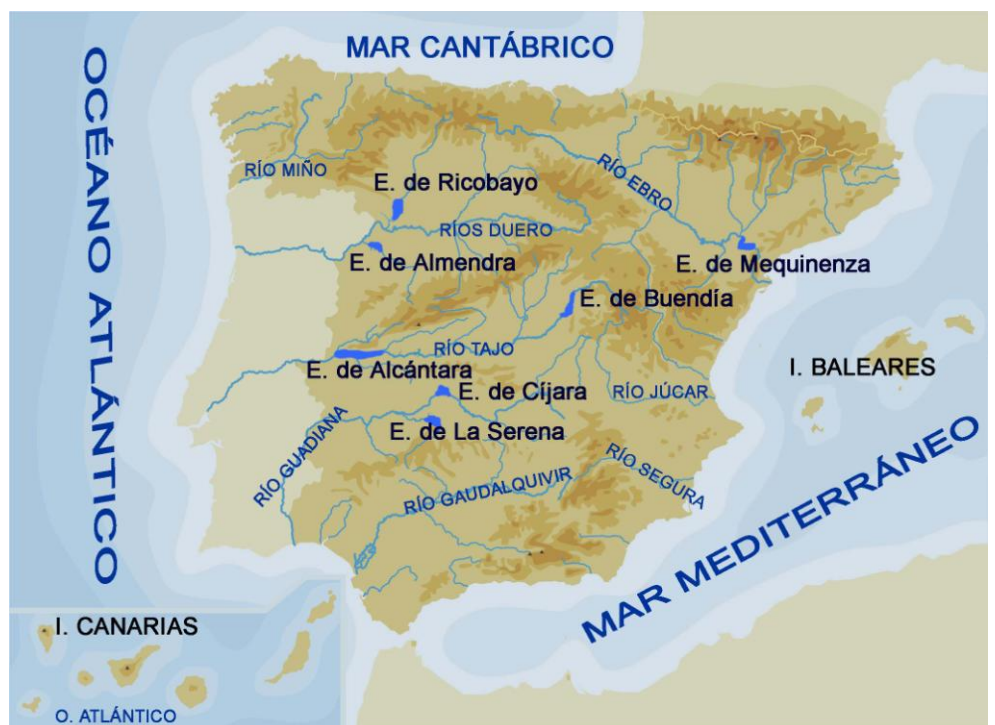 MAR CANTÁBRICO
OCÉANO ATLÁNTICO
RÍO MIÑO
E. de Ricobayo
RÍO EBRO
RÍOS DUERO
E. de Almendra
E. de Mequinenza
E. de Buendía
RÍO TAJO
E. de Alcántara
I. BALEARES
E. de Cíjara
RÍO JÚCAR
RÍO GUADIANA
E. de La Serena
RÍO SEGURA
RÍO GAUDALQUIVIR
MAR MEDITERRÁNEO
I. CANARIAS
O. ATLÁNTICO